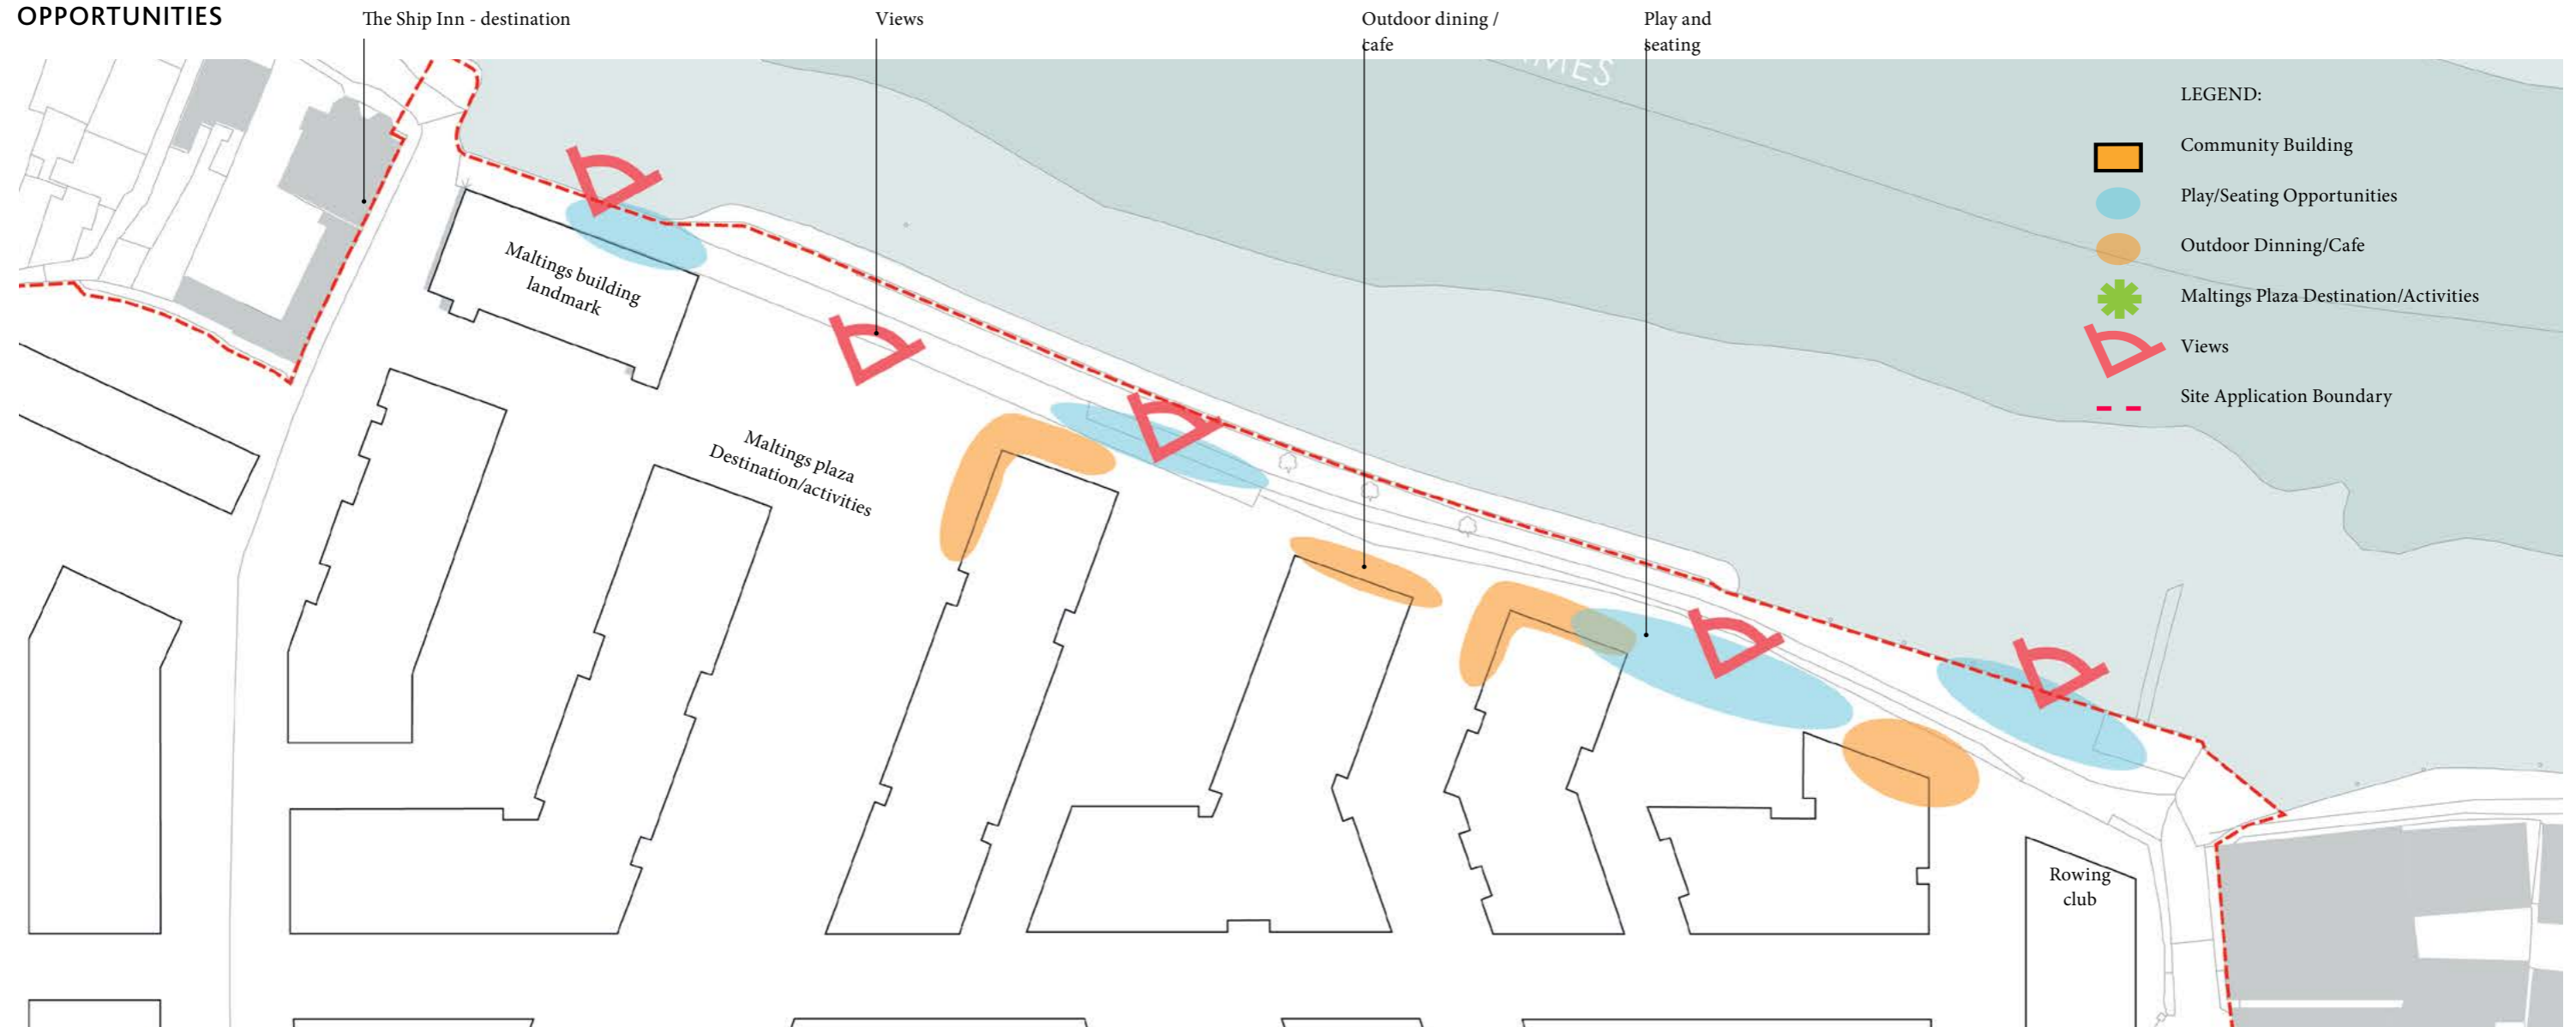 OPPORTUNITIES
The Ship Inn - destination
Views
Outdoor dining /
cafe
Play and
seating
LEGEND:
Community Building
Play/Seating Opportunities
Outdoor Dinning/Cafe
Maltings Plaza Destination/Activities
Views
Site Application Boundary
Maltings building
landmark
Maltings plaza
Destination/activities
Rowing
club